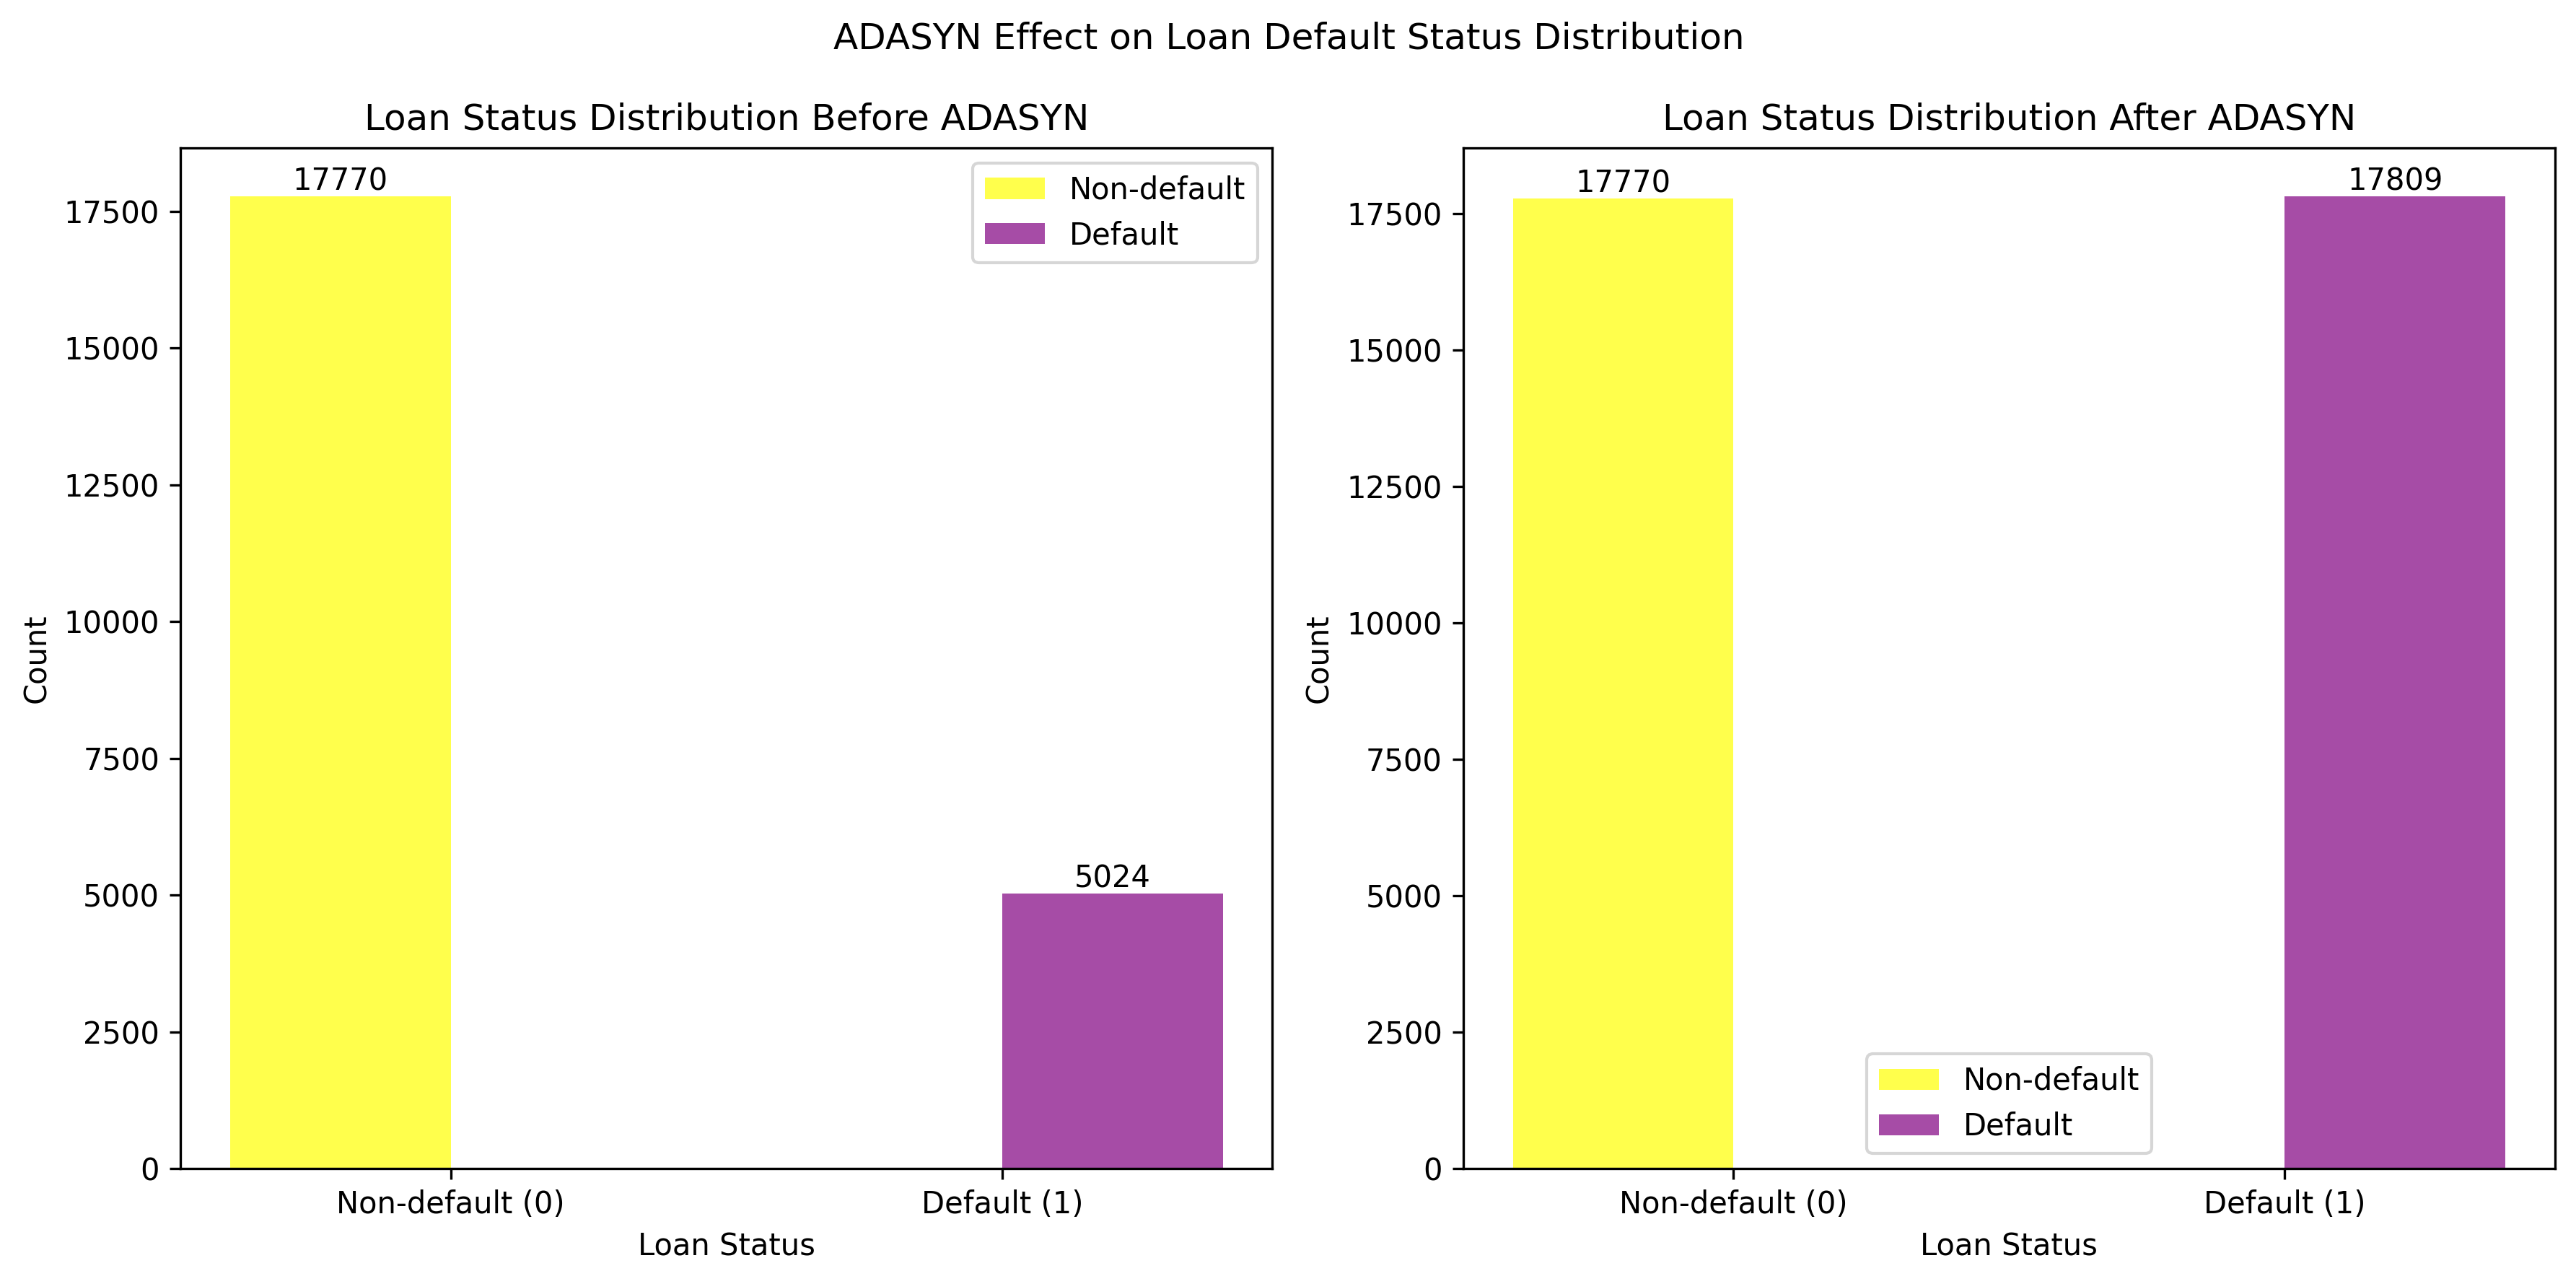 ADASYN Effect on Loan Default Status Distribution
Loan Status Distribution Before ADASYN
17770
5024
Non-default
Default
17500
15000
12500
10000
7500
5000
2500
0
Count
Non-default (0)
Default (1)
Loan Status
Loan Status Distribution After ADASYN
17770
17809
17500
15000
12500
10000
7500
5000
2500
0
Count
Non-default
Default
Non-default (0)
Default (1)
Loan Status